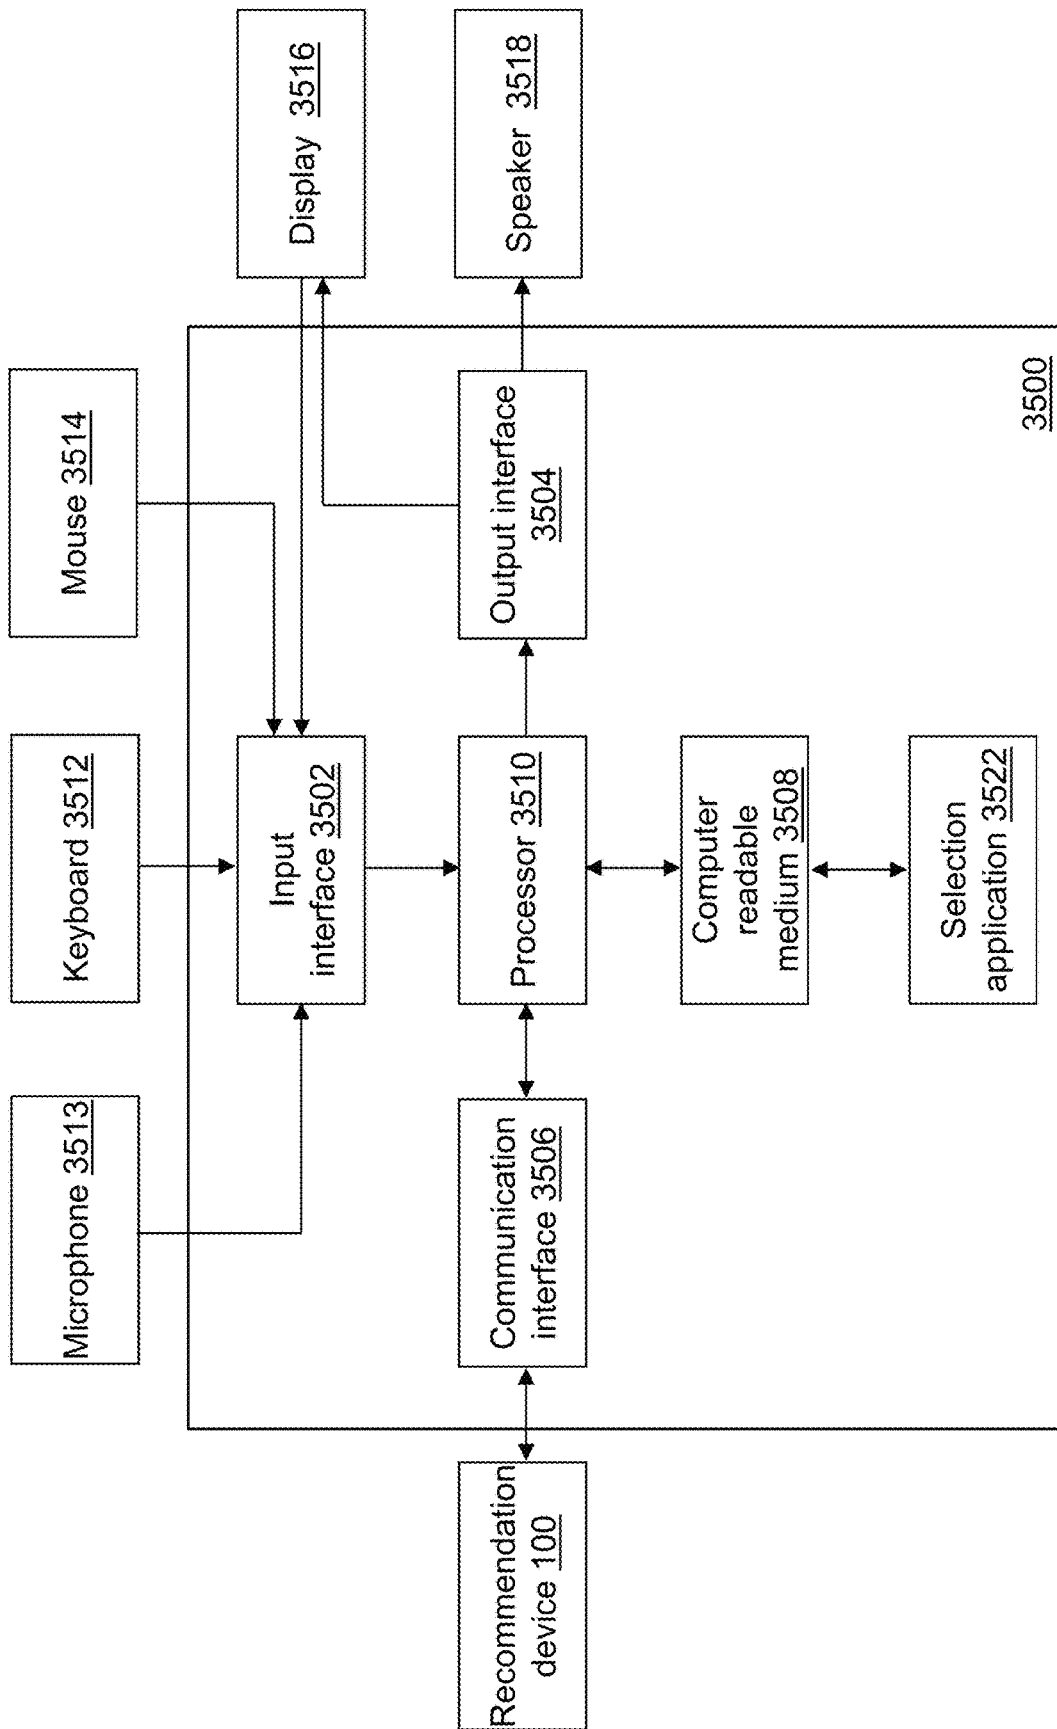 Microphone 3513
Keyboard 3512
Mouse 3514
Input
interface 3502
Display 3516
Recommendation
device 100
Communication
interface 3506
Processor 3510
Output interface
3504
Speaker 3518
Computer
readable
medium 3508
Selection
application 3522
3500